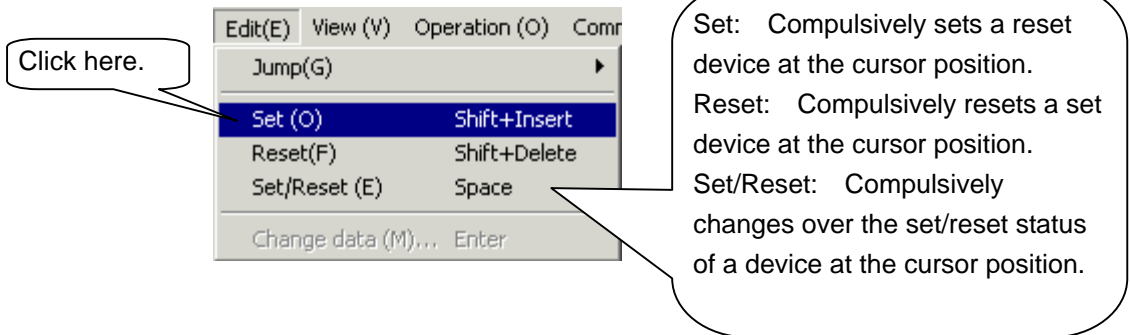 Edit(E) View (V) Operation (O)
Click here.
Jump(G)
Set (O) Shift+Insert
Reset(F) Shift+Delete
Set/Reset (E) Space
Change data (M)... Enter
Set: Compulsively sets a reset
device at the cursor position.
Reset: Compulsively resets a set
device at the cursor position.
Set/Reset: Compulsively
changes over the set/reset status
of a device at the cursor position.